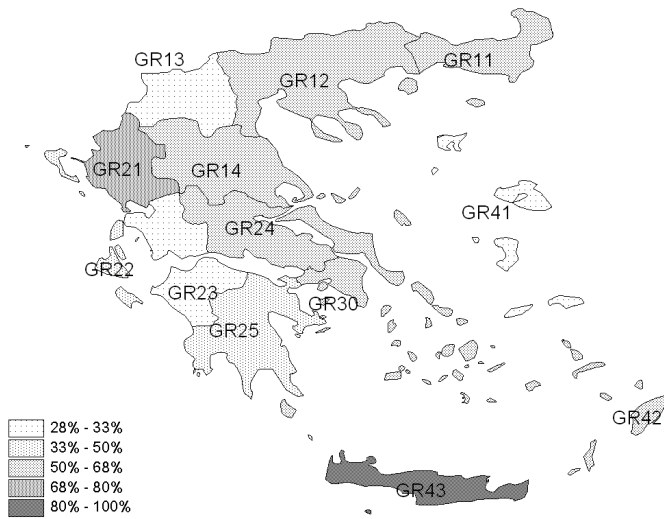 GR13
GR12
GR11
GR21
GR14
GR41
GR24
GR22
GR23
GR30
GR25
GR42
GR43
28% - 33%
33% - 50%
50% - 68%
68% - 80%
80% - 100%